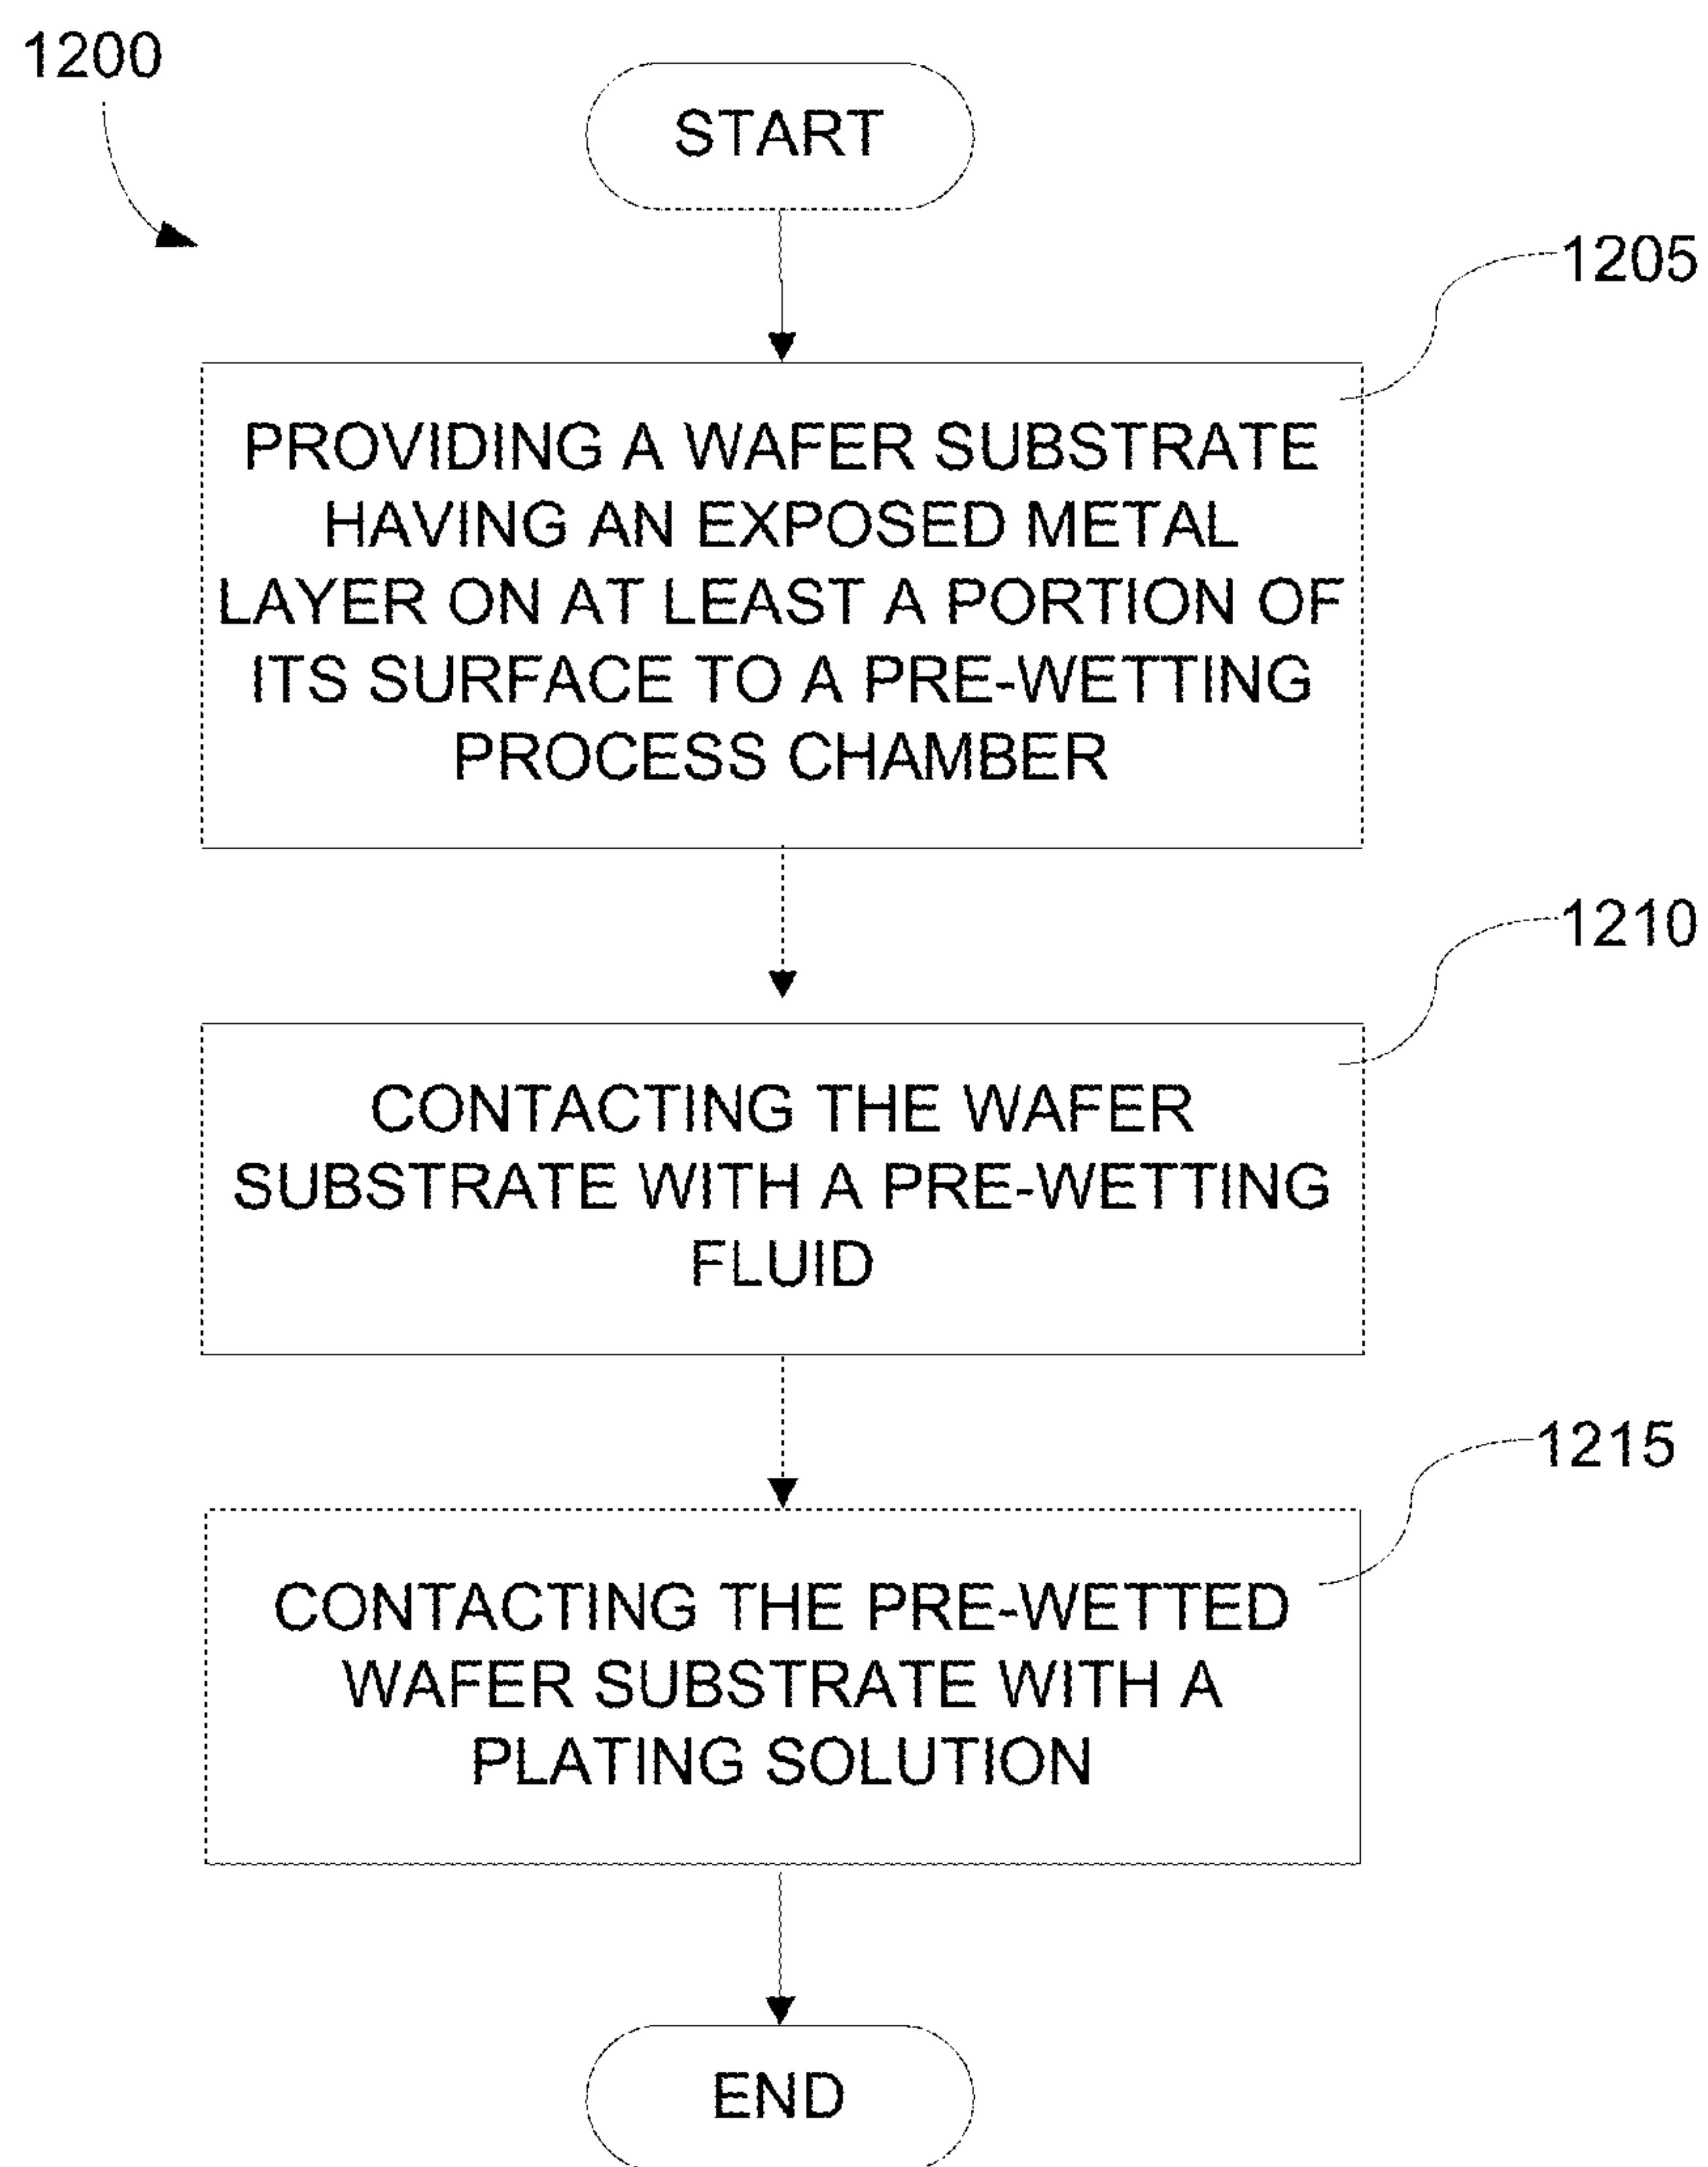 1200
START
1205
PROVIDING A WAFER SUBSTRATE
HAVING AN EXPOSED METAL
LAYER ON AT LEAST A PORTION OF
ITS SURFACE TO A PRE-WETTING
PROCESS CHAMBER
1210
CONTACTING THE WAFER
SUBSTRATE WITH A PRE-WETTING
FLUID
1215
CONTACTING THE PRE-WETTED
WAFER SUBSTRATE WITH A
PLATING SOLUTION
END